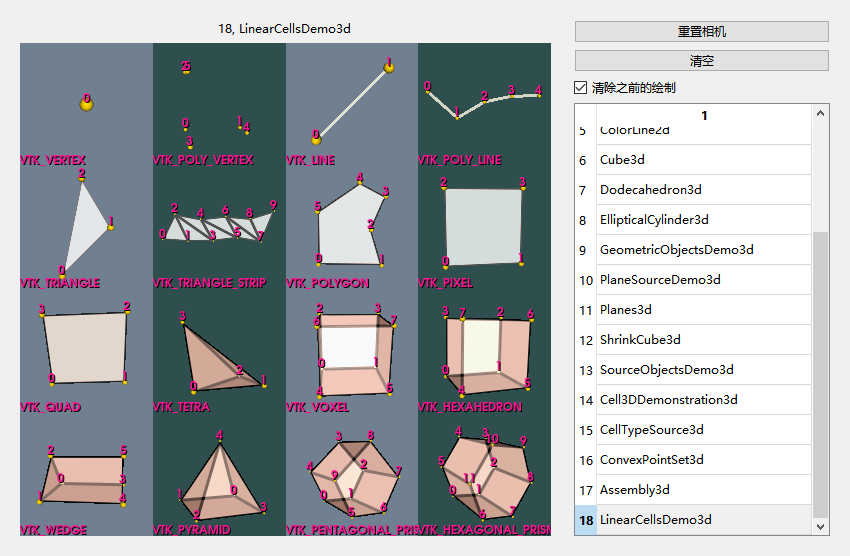 18, LinearCellsDemo3d
重置相机
清空
清除之前的绘制
1
5 ColorLine2d
6 Cube3d
7 Dodecahedron3d
8 EllipticalCylinder3d
9 GeometricObjectsDemo3d
10 PlaneSourceDemo3d
11 Planes3d
12 ShrinkCube3d
13 SourceObjectsDemo3d
14 Cell3DDemonstration3d
15 CellTypeSource3d
16 ConvexPointSet3d
17 Assembly3d
18 LinearCellsDemo3d
0
VTK_VERTEX
0 1 3 4 5
VTK_POLY_VERTEX
0 1
VTK_LINE
0 1 2 3 4
VTK_POLY_LINE
0 1 2
VTK_TRIANGLE
0 1 2 3 4 5 6 7 8 9
VTK_TRIANGLE_STRIP
0 1 2 3 4 5
VTK_POLYGON
0 1 2 3
VTK_PIXEL
0 1 2 3
VTK_QUAD
0 1 2 3
VTK_TETRA
0 1 2 3 4 5 6 7
VTK_VOXEL
0 1 2 3 4 5 6 7
VTK_HEXAHEDRON
0 1 2 3 4 5
VTK_WEDGE
0 1 2 3 4
VTK_PYRAMID
0 1 2 3 4 5 6 7 8 9
VTK_PENTAGONAL_PRIS
0 1 2 3 4 5 6 7 8 9 10 11
VTK_HEXAGONAL_PRISM